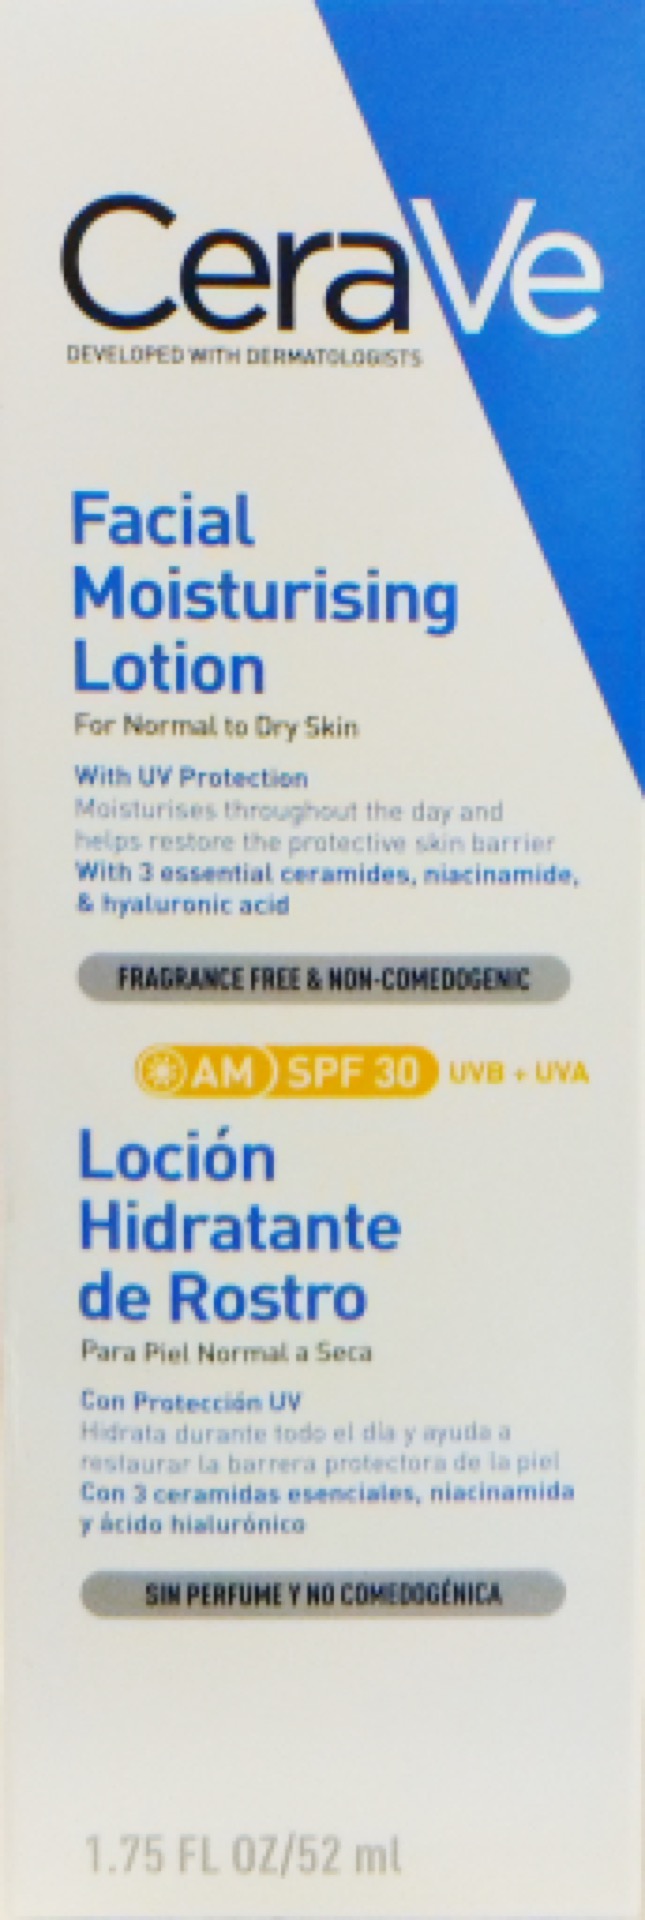 CeraVe
DEVELOPED WITH DERMATOLOGISTS
Facial
Moisturising
Lotion
For Normal to Dry Skin
With UV Protection
Moisturises throughout the day and
helps restore the protective skin barrier
With 3 essential ceramides, niacinamide,
& hyaluronic acid
FRAGRANCE FREE & NON-COMEDOGENIC
AM SPF 30 UVB + UVA
Loción
Hidratante
de Rostro
Para Piel Normal a Seca
Con Protección UV
Hidrata durante todo el día y ayuda a
restaurar la barrera protectora de la piel
Con 3 ceramidas esenciales, niacinamida
y ácido hialurónico
SIN PERFUME Y NO COMEDOGÉNICA
1.75 FL OZ/52 ml